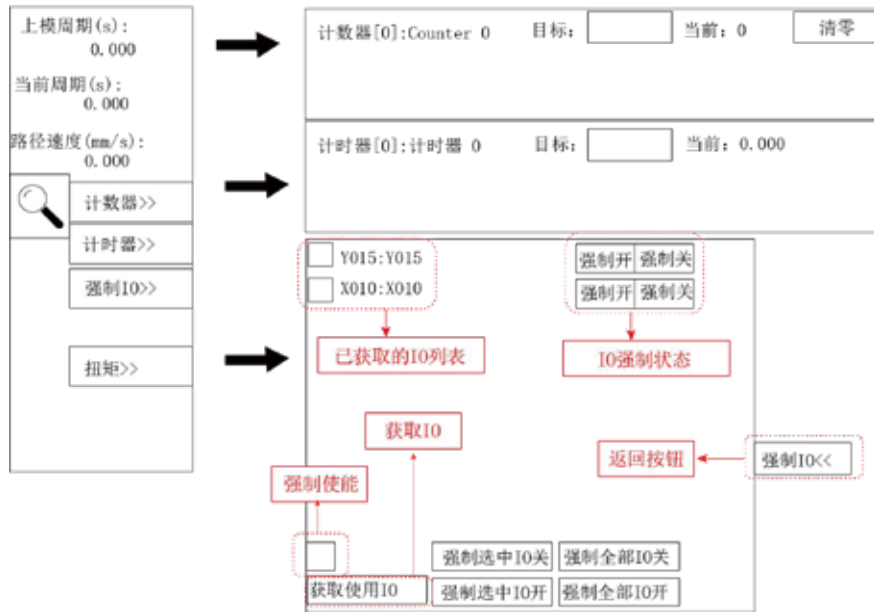 上模周期(s):
0.000
当前周期(s):
0.000
路径速度(mm/s):
0.000
计数器>>
计时器>>
强制IO>>
扭矩>>
计数器[0]:Counter 0 目标： 当前：0 清零
计时器[0]:计时器 0 目标： 当前：0.000
Y015:Y015 强制开 强制关
X010:X010 强制开 强制关
已获取的IO列表 IO强制状态
获取IO
返回按钮 强制IO<<
强制使能
强制选中IO关 强制全部IO关
获取使用IO 强制选中IO开 强制全部IO开